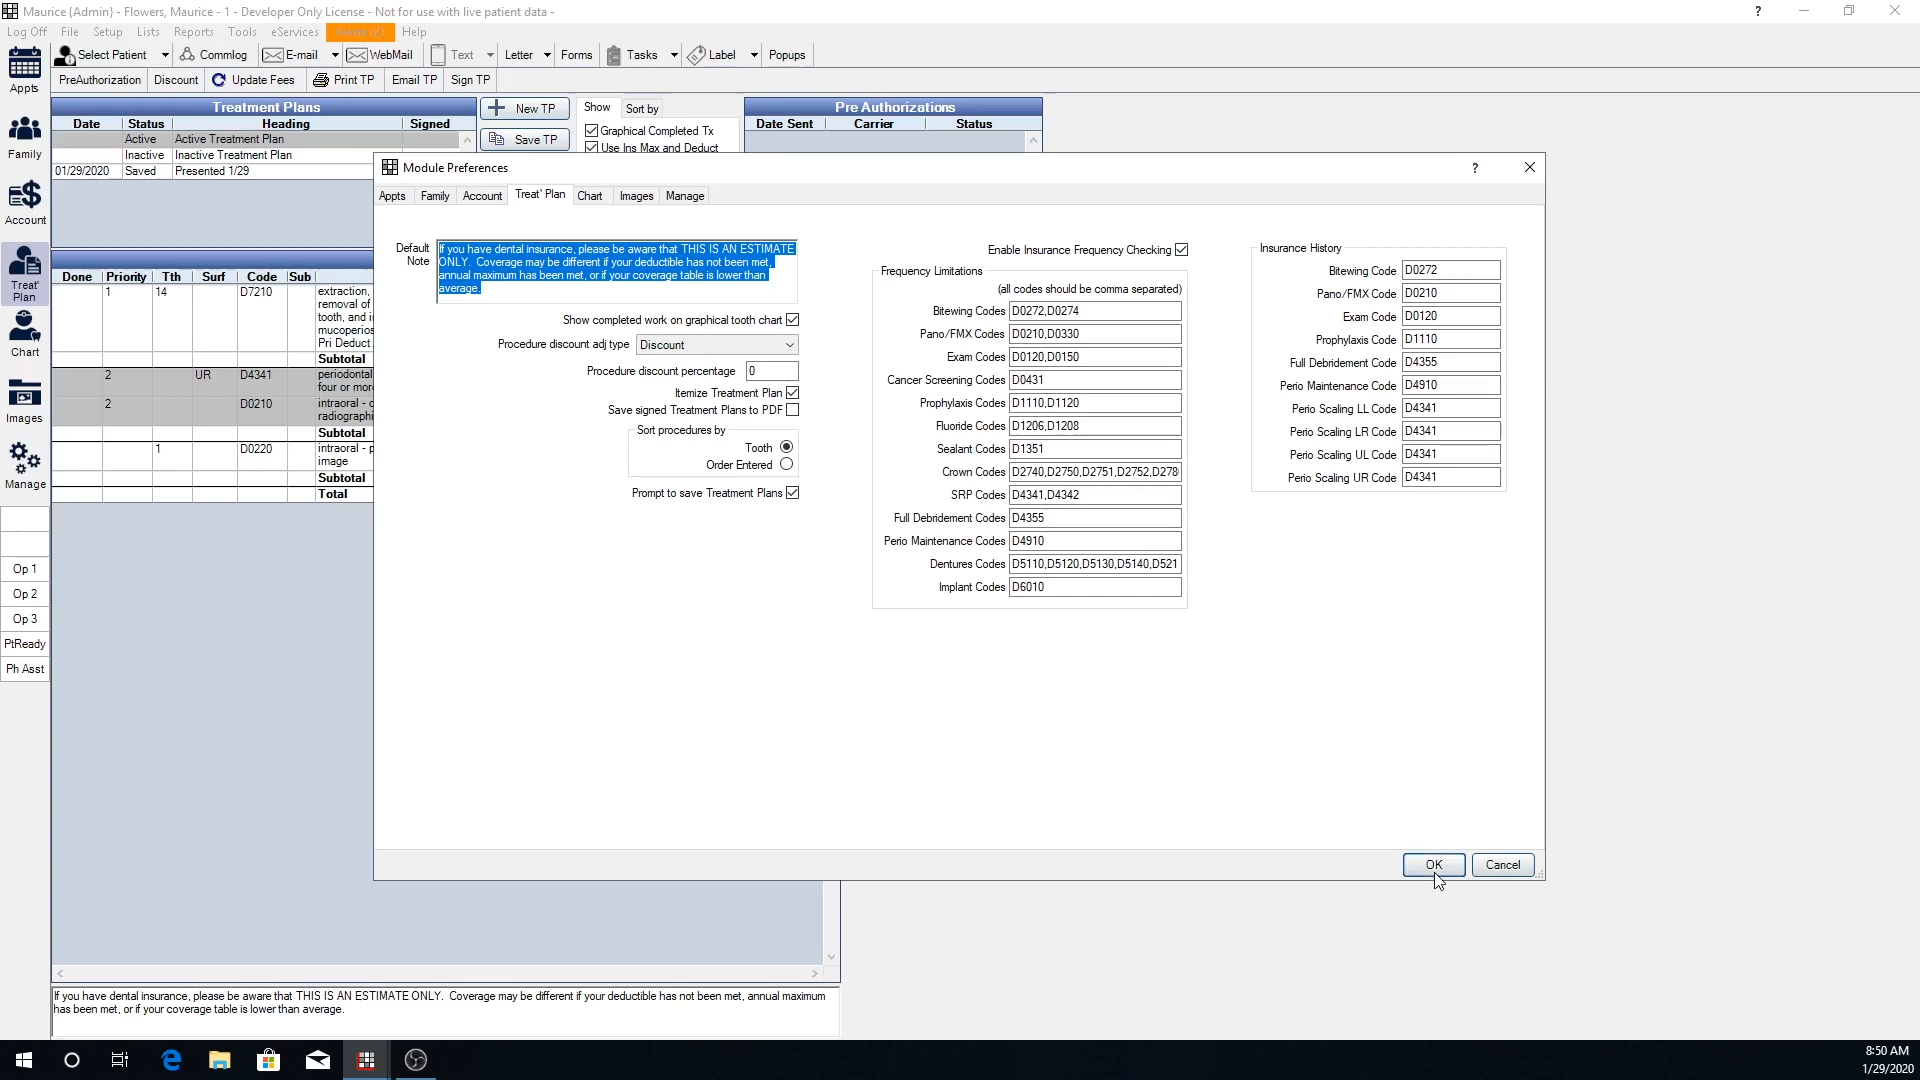 Maurice {Admin} - Flowers, Maurice - 1 - Developer Only License - Not for use with live patient data -
?
Log Off File Setup Lists Reports Tools eServices Help
Select Patient Commlog E-mail WebMail Text Letter Forms Tasks Label Popups
PreAuthorization Discount Update Fees Print TP Email TP Sign TP
Appts
Family
Account
Treat'
Plan
Chart
Images
Manage
Op 1
Op 2
Op 3
PtReady
Ph Asst
Treatment Plans
Date Status Heading Signed
Active Active Treatment Plan
Inactive Inactive Treatment Plan
01/29/2020 Saved Presented 1/29
New TP
Save TP
Show Sort by
Graphical Completed Tx
Use Ins Max and Deduct
Pre Authorizations
Date Sent Carrier Status
Done Priority Tth Surf Code Sub
1 14 D7210 extraction,
removal of
tooth, and i
mucoperios
Pri Deduct
Subtotal
2 UR D4341 periodontal
four or more
2 D0210 intraoral - c
radiographi
Subtotal
1 D0220 intraoral - p
image
Subtotal
Total
Module Preferences
?
Appts Family Account Treat' Plan Chart Images Manage
Default
Note
If you have dental insurance, please be aware that THIS IS AN ESTIMATE
ONLY.  Coverage may be different if your deductible has not been met,
annual maximum has been met, or if your coverage table is lower than
average.
Show completed work on graphical tooth chart
Procedure discount adj type Discount
Procedure discount percentage 0
Itemize Treatment Plan
Save signed Treatment Plans to PDF
Sort procedures by
Tooth
Order Entered
Prompt to save Treatment Plans
Enable Insurance Frequency Checking
Frequency Limitations
(all codes should be comma separated)
Bitewing Codes D0272,D0274
Pano/FMX Codes D0210,D0330
Exam Codes D0120,D0150
Cancer Screening Codes D0431
Prophylaxis Codes D1110,D1120
Fluoride Codes D1206,D1208
Sealant Codes D1351
Crown Codes D2740,D2750,D2751,D2752,D278
SRP Codes D4341,D4342
Full Debridement Codes D4355
Perio Maintenance Codes D4910
Dentures Codes D5110,D5120,D5130,D5140,D521
Implant Codes D6010
Insurance History
Bitewing Code D0272
Pano/FMX Code D0210
Exam Code D0120
Prophylaxis Code D1110
Full Debridement Code D4355
Perio Maintenance Code D4910
Perio Scaling LL Code D4341
Perio Scaling LR Code D4341
Perio Scaling UL Code D4341
Perio Scaling UR Code D4341
OK Cancel
If you have dental insurance, please be aware that THIS IS AN ESTIMATE ONLY.  Coverage may be different if your deductible has not been met, annual maximum
has been met, or if your coverage table is lower than average.
8:50 AM
1/29/2020